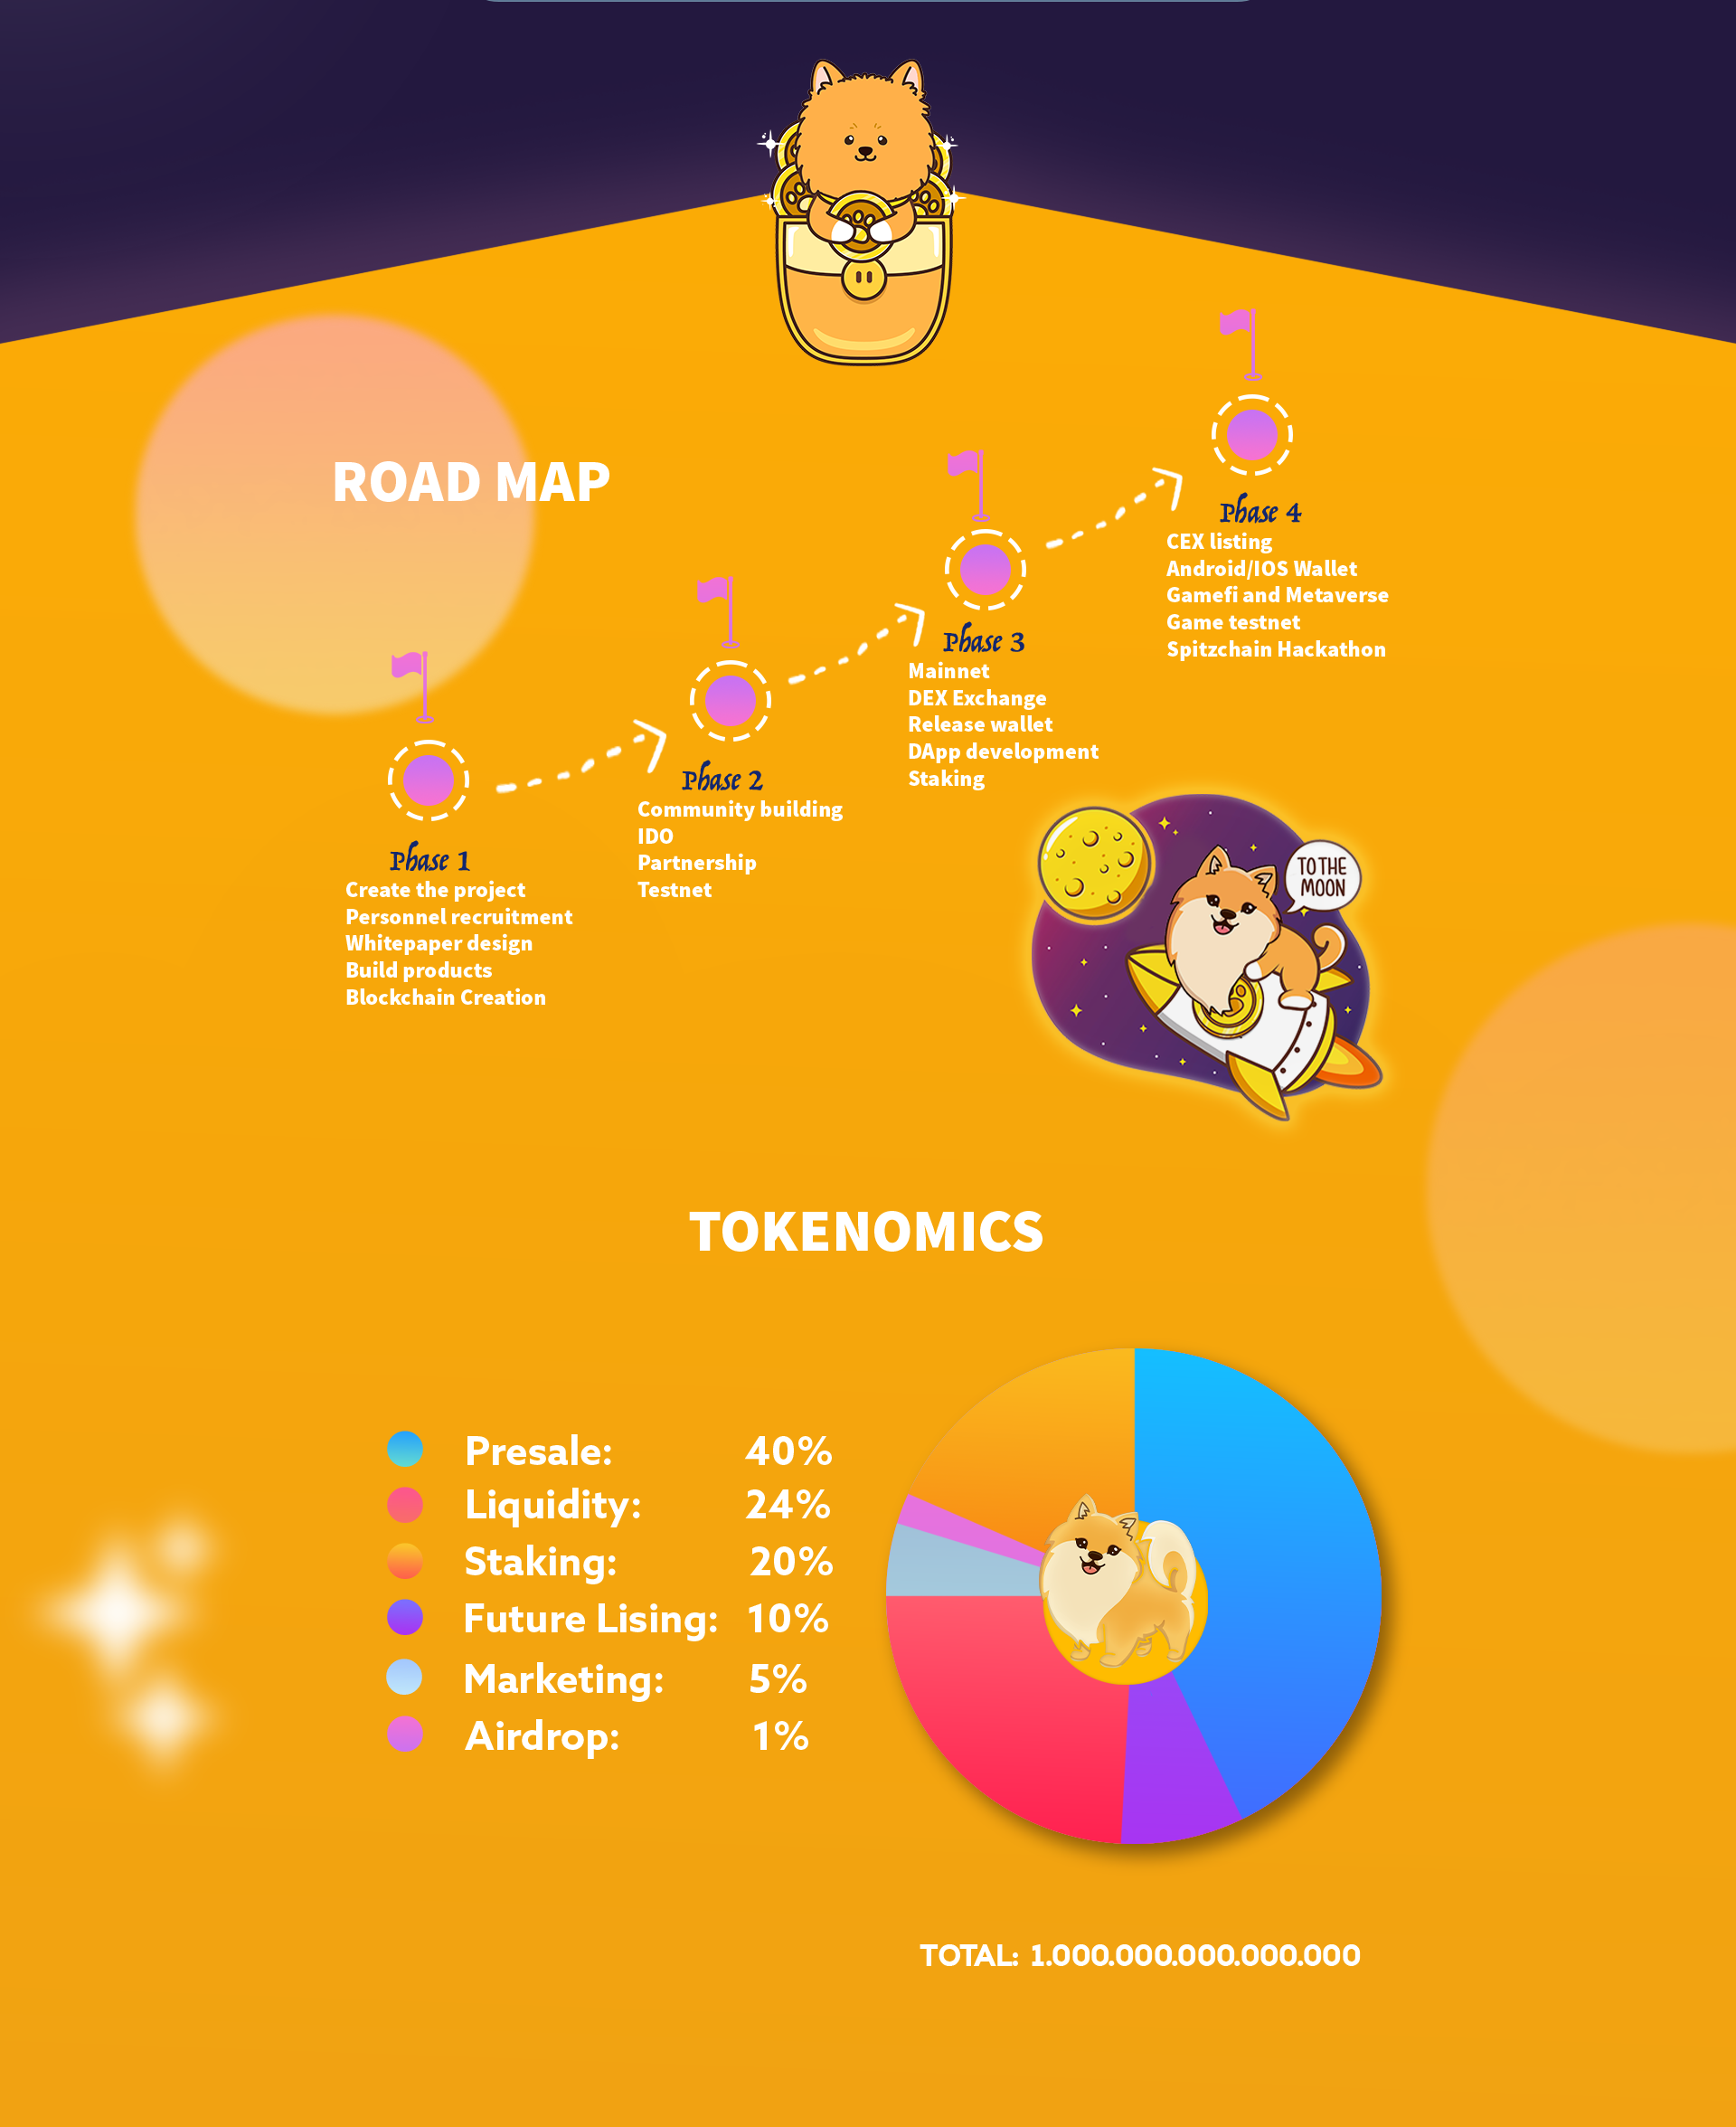 ROAD MAP
Phase 1
Create the project
Personnel recruitment
Whitepaper design
Build products
Blockchain Creation
Phase 2
Community building
IDO
Partnership
Testnet
Phase 3
Mainnet
DEX Exchange
Release wallet
DApp development
Staking
Phase 4
CEX listing
Android/IOS Wallet
Gamefi and Metaverse
Game testnet
Spitzchain Hackathon
TO THE
MOON
TOKENOMICS
Presale: 40%
Liquidity: 24%
Staking: 20%
Future Lising: 10%
Marketing: 5%
Airdrop: 1%
TOTAL: 1.000.000.000.000.000